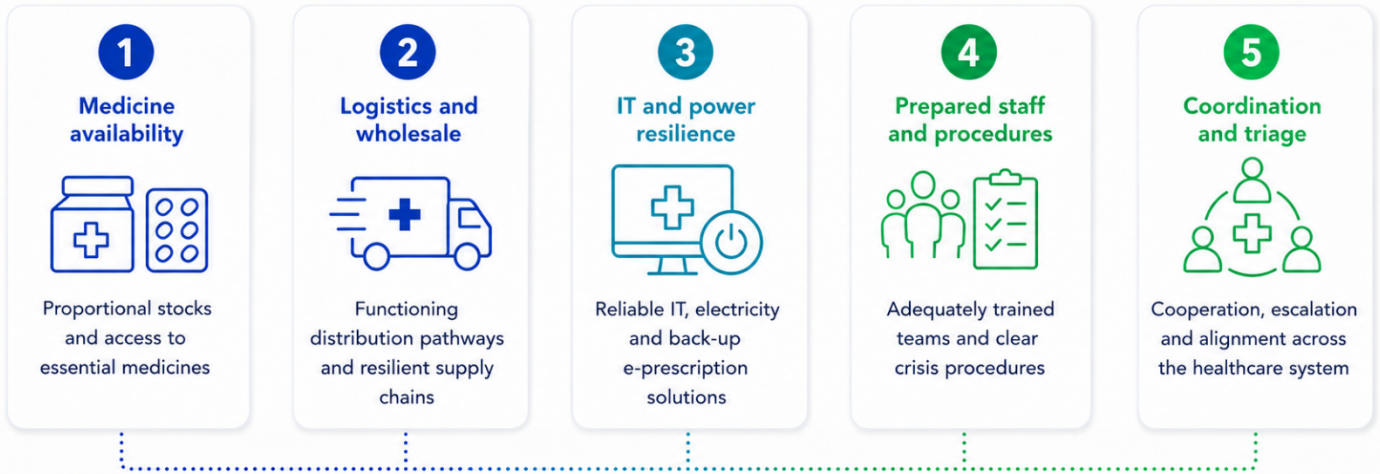 1
Medicine
availability
Proportional stocks
and access to
essential medicines
2
Logistics and
wholesale
Functioning
distribution pathways
and resilient supply
chains
3
IT and power
resilience
Reliable IT, electricity
and back-up
e-prescription
solutions
4
Prepared staff
and procedures
Adequately trained
teams and clear
crisis procedures
5
Coordination
and triage
Cooperation, escalation
and alignment across
the healthcare system